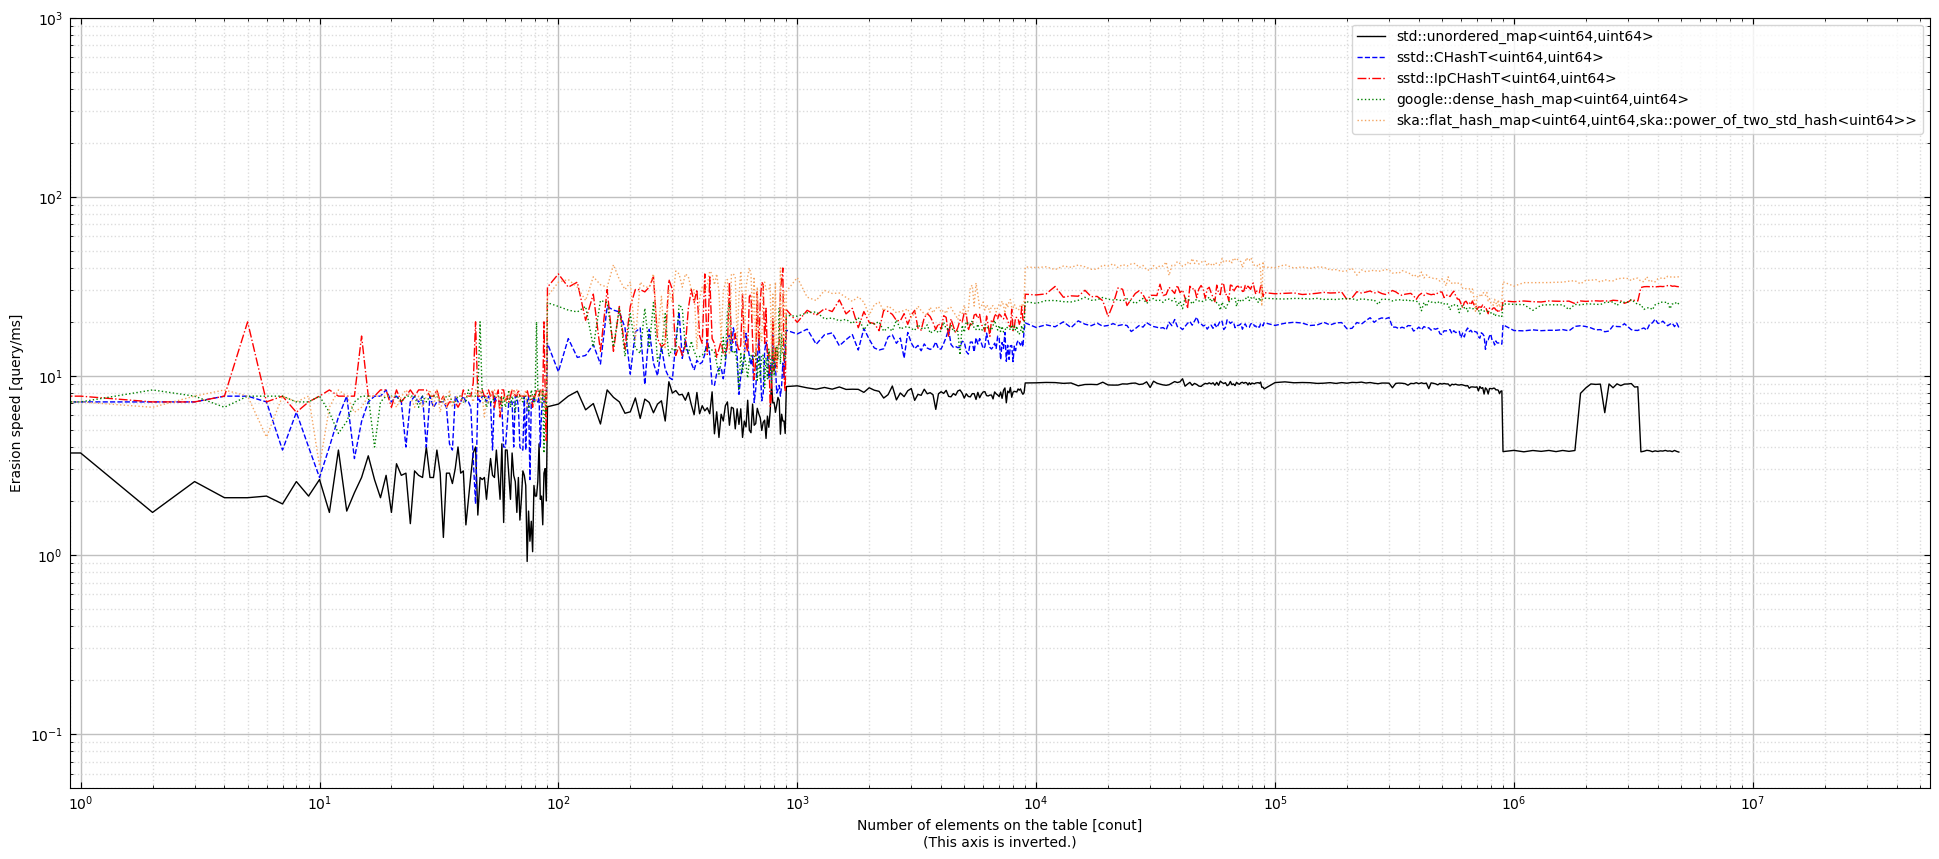 10³
10²
10¹
10⁰
10⁻¹
Erasion speed [query/ms]
std::unordered_map<uint64,uint64>
sstd::CHashT<uint64,uint64>
sstd::IpCHashT<uint64,uint64>
google::dense_hash_map<uint64,uint64>
ska::flat_hash_map<uint64,uint64,ska::power_of_two_std_hash<uint64>>
10⁰ 10¹ 10² 10³ 10⁴ 10⁵ 10⁶ 10⁷
Number of elements on the table [conut]
(This axis is inverted.)